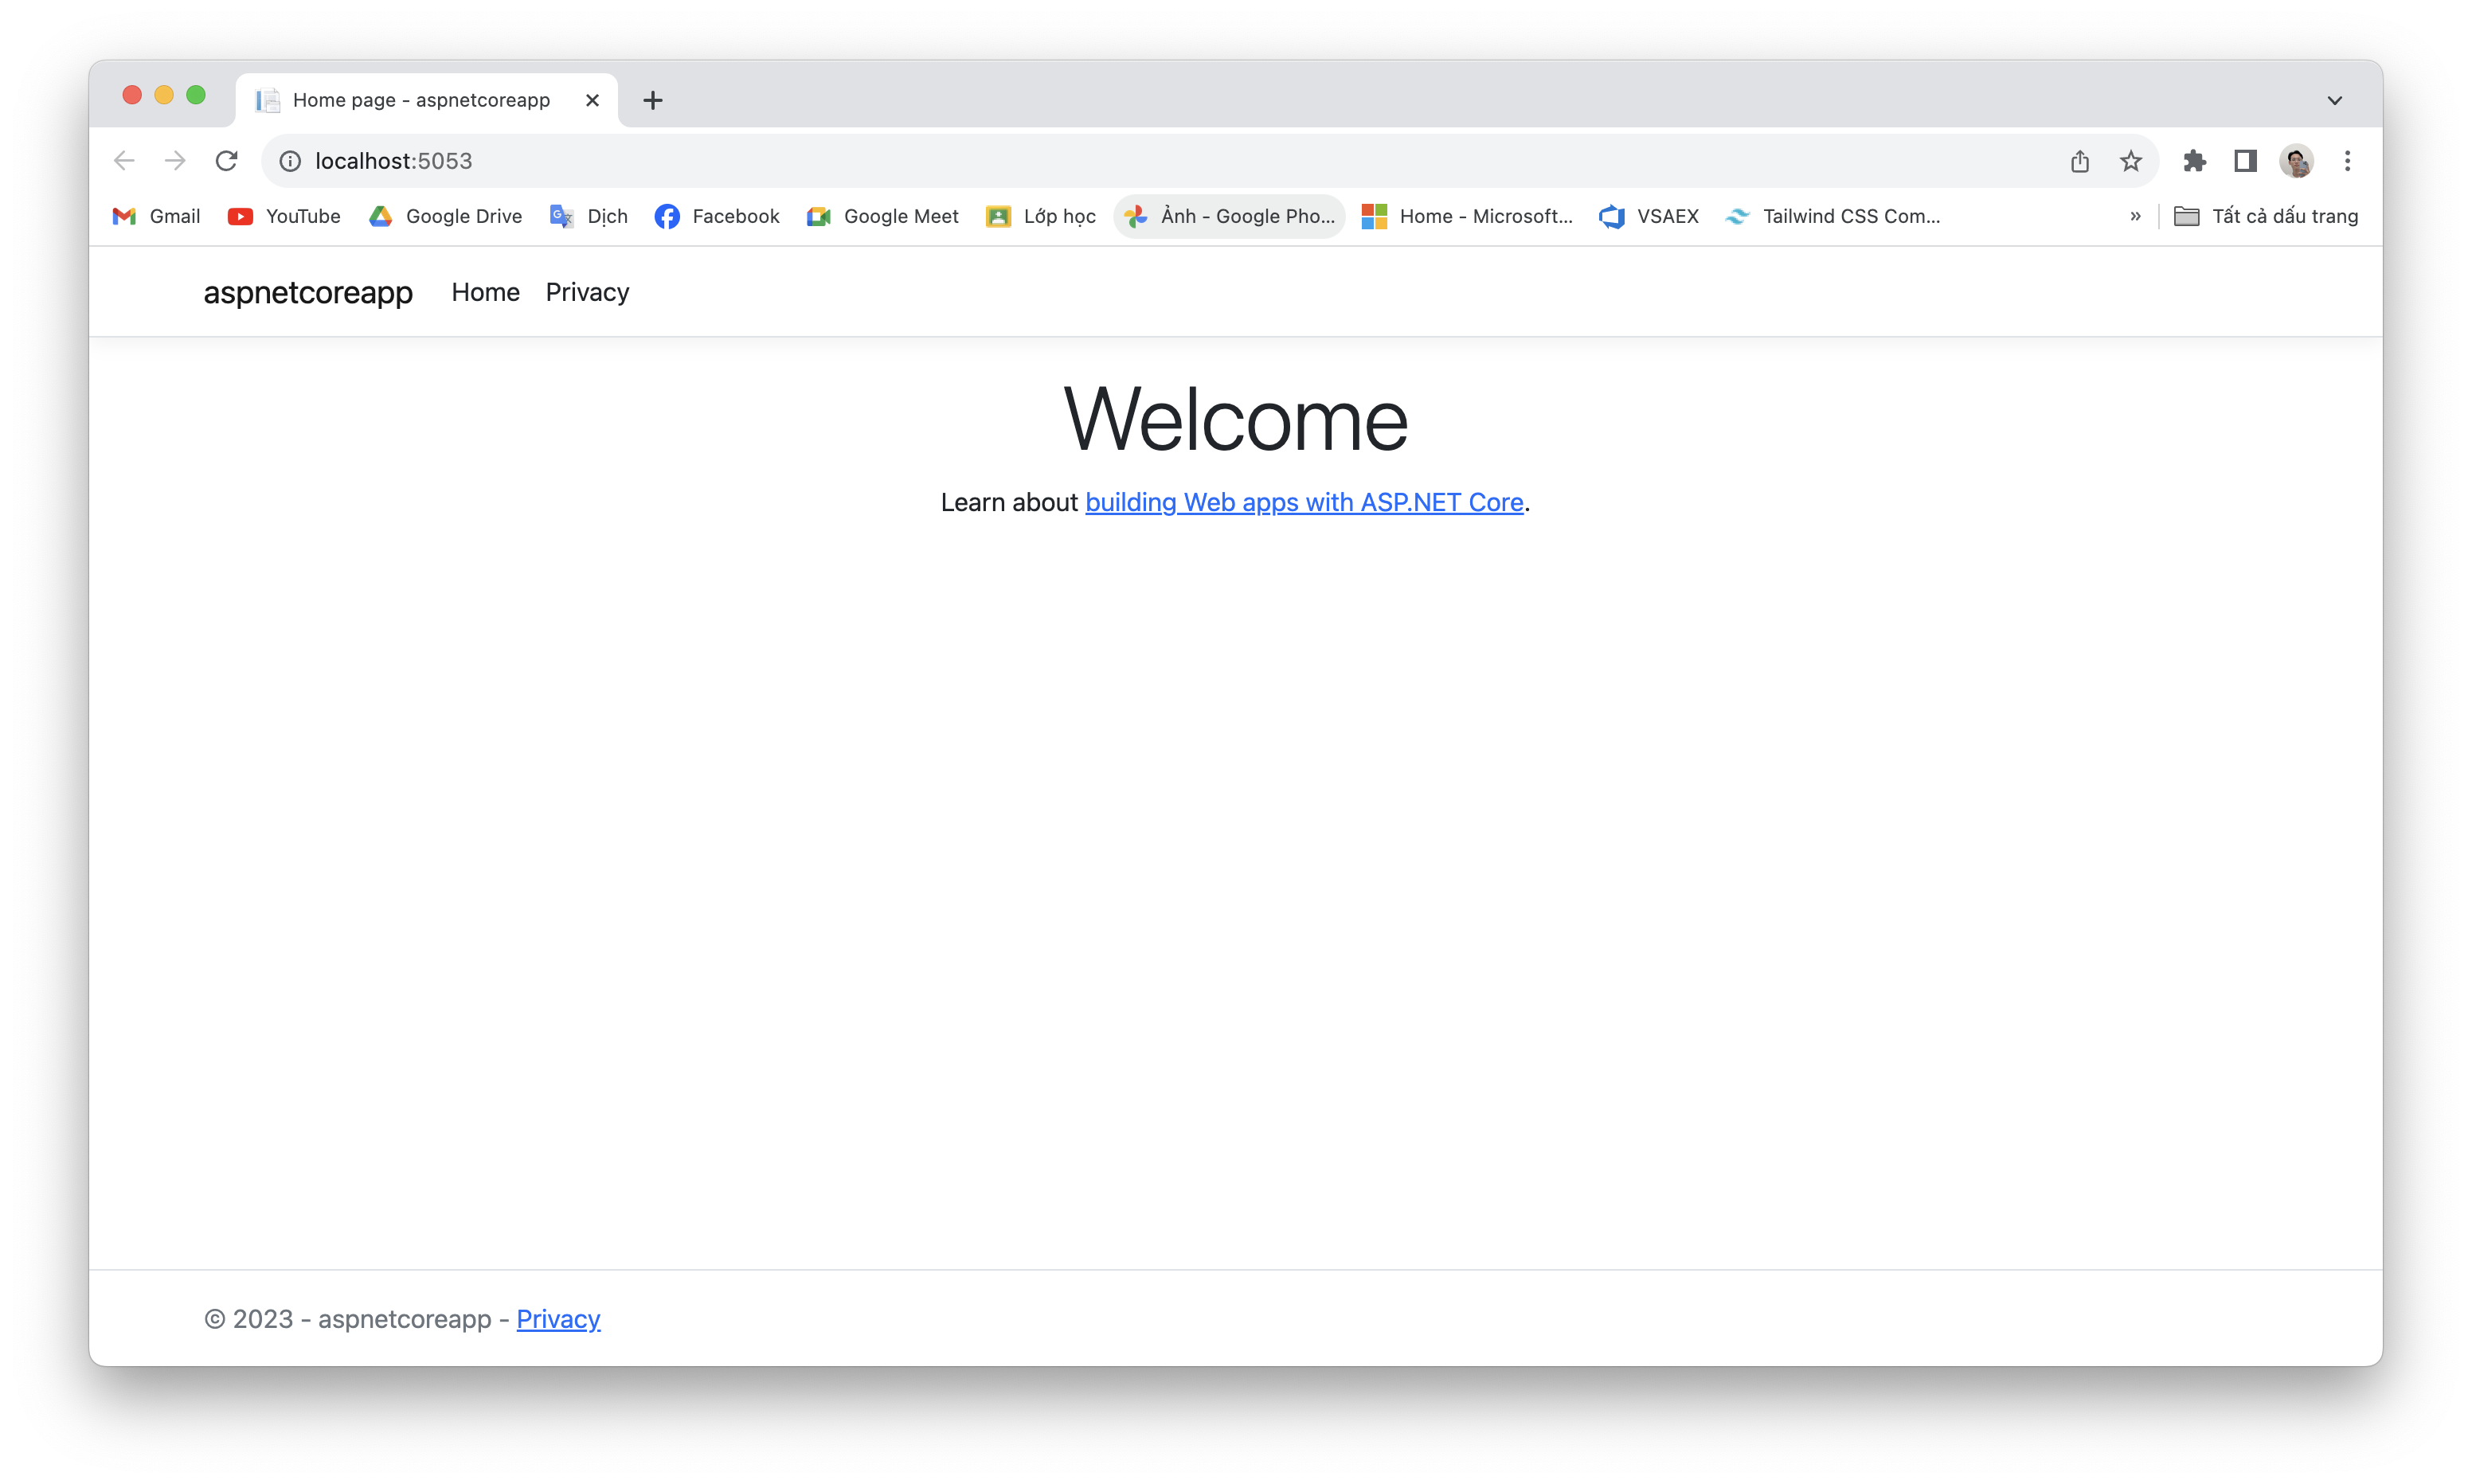 Home page - aspnetcoreapp
localhost:5053
Gmail YouTube Google Drive Dịch Facebook Google Meet Lớp học Ảnh - Google Pho... Home - Microsoft... VSAEX Tailwind CSS Com... » Tất cả dấu trang
aspnetcoreapp Home Privacy
Welcome
Learn about building Web apps with ASP.NET Core.
© 2023 - aspnetcoreapp - Privacy